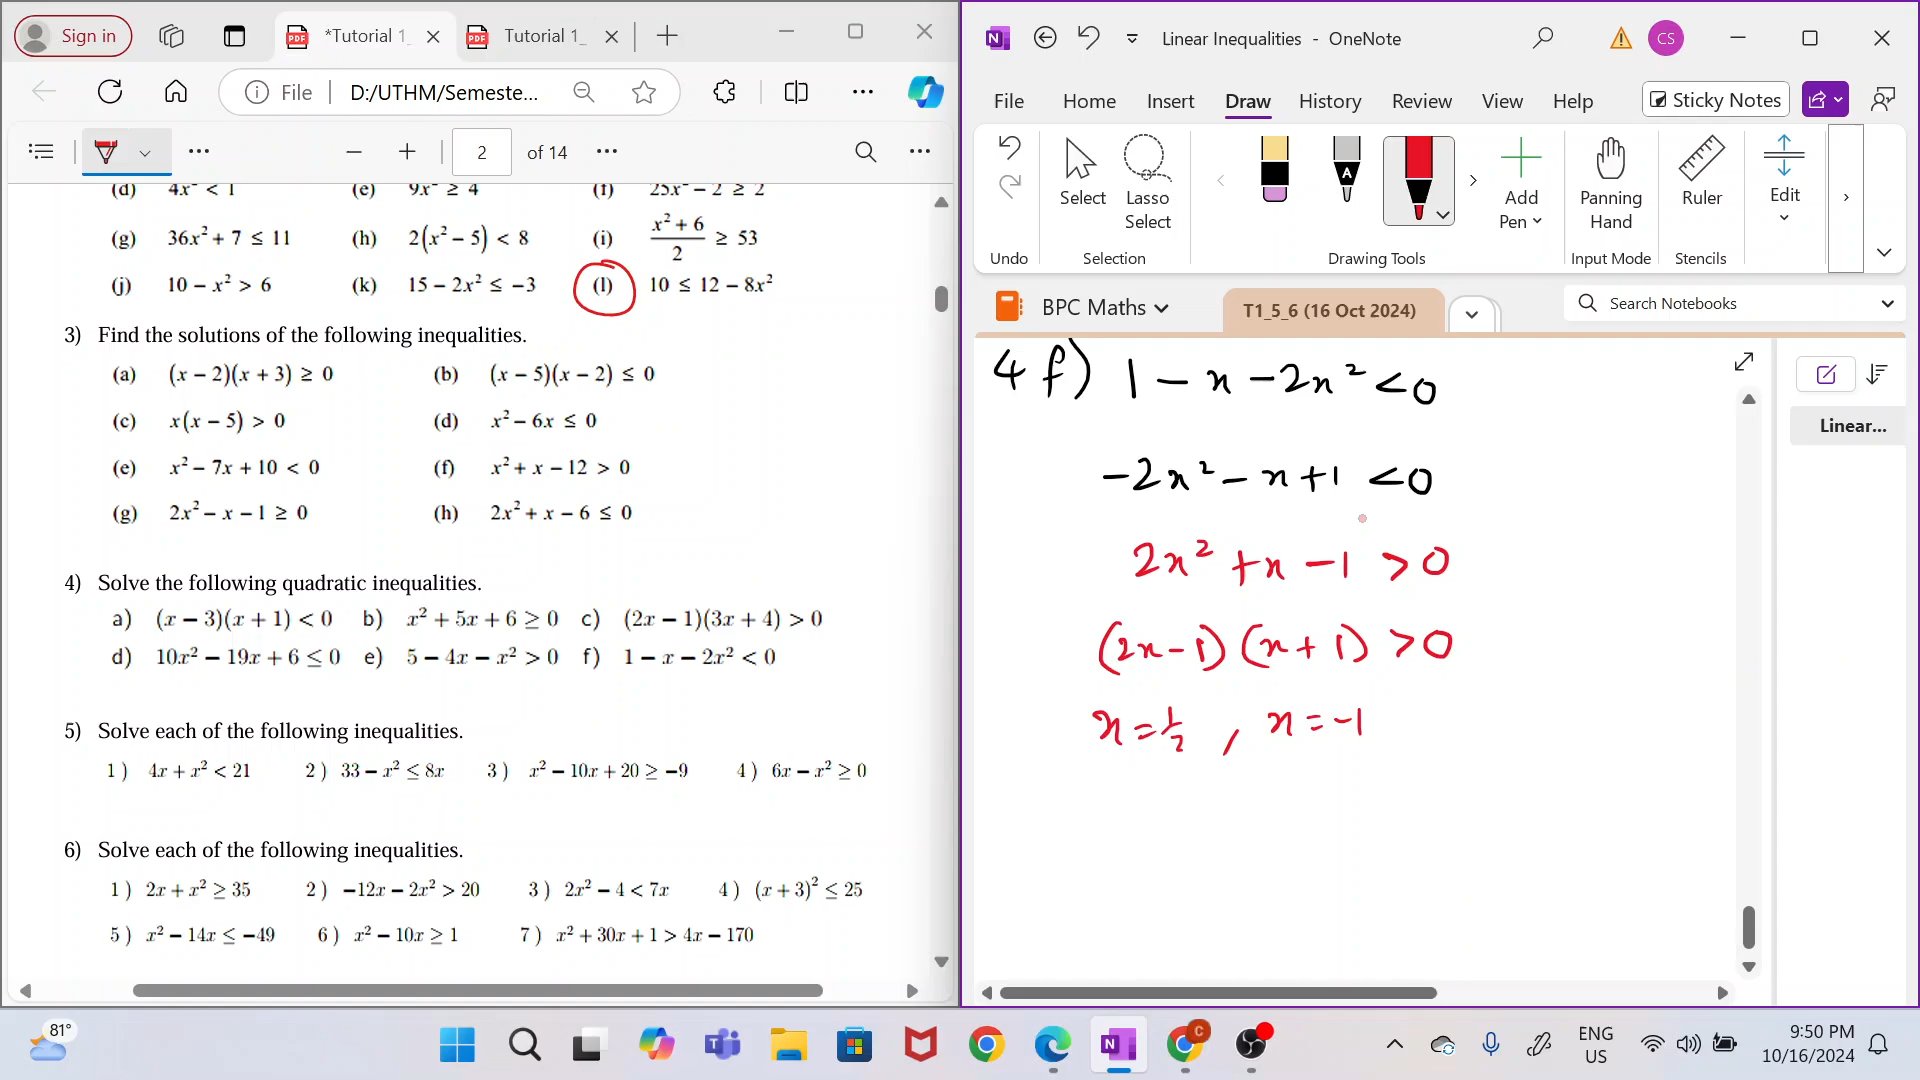 Sign in
*Tutorial 1_
Tutorial 1_
File
D:/UTHM/Semeste...
2 of 14
(d) 4x² < 1 (e) 9x² ≥ 4 (f) 25x² − 2 ≥ 2
(g) 36x² + 7 ≤ 11 (h) 2(x² − 5) < 8 (i) (x² + 6)/2 ≥ 53
(j) 10 − x² > 6 (k) 15 − 2x² ≤ −3 (l) 10 ≤ 12 − 8x²
3) Find the solutions of the following inequalities.
(a) (x − 2)(x + 3) ≥ 0 (b) (x − 5)(x − 2) ≤ 0
(c) x(x − 5) > 0 (d) x² − 6x ≤ 0
(e) x² − 7x + 10 < 0 (f) x² + x − 12 > 0
(g) 2x² − x − 1 ≥ 0 (h) 2x² + x − 6 ≤ 0
4) Solve the following quadratic inequalities.
a) (x − 3)(x + 1) < 0 b) x² + 5x + 6 ≥ 0 c) (2x − 1)(3x + 4) > 0
d) 10x² − 19x + 6 ≤ 0 e) 5 − 4x − x² > 0 f) 1 − x − 2x² < 0
5) Solve each of the following inequalities.
1) 4x + x² < 21 2) 33 − x² ≤ 8x 3) x² − 10x + 20 ≥ −9 4) 6x − x² ≥ 0
6) Solve each of the following inequalities.
1) 2x + x² ≥ 35 2) −12x − 2x² > 20 3) 2x² − 4 < 7x 4) (x + 3)² ≤ 25
5) x² − 14x ≤ −49 6) x² − 10x ≥ 1 7) x² + 30x + 1 > 4x − 170
Linear Inequalities - OneNote
CS
File Home Insert Draw History Review View Help
Sticky Notes
Select
Lasso Select
A
Add Pen
Panning Hand
Ruler
Edit
Undo Selection Drawing Tools Input Mode Stencils
BPC Maths
T1_5_6 (16 Oct 2024)
Search Notebooks
Linear...
4 f) 1 − x − 2x² < 0
−2x² − x + 1 < 0
2x² + x − 1 > 0
(2x − 1) (x + 1) > 0
x = 1/2 , x = −1
81°
C
ENG
US
9:50 PM
10/16/2024